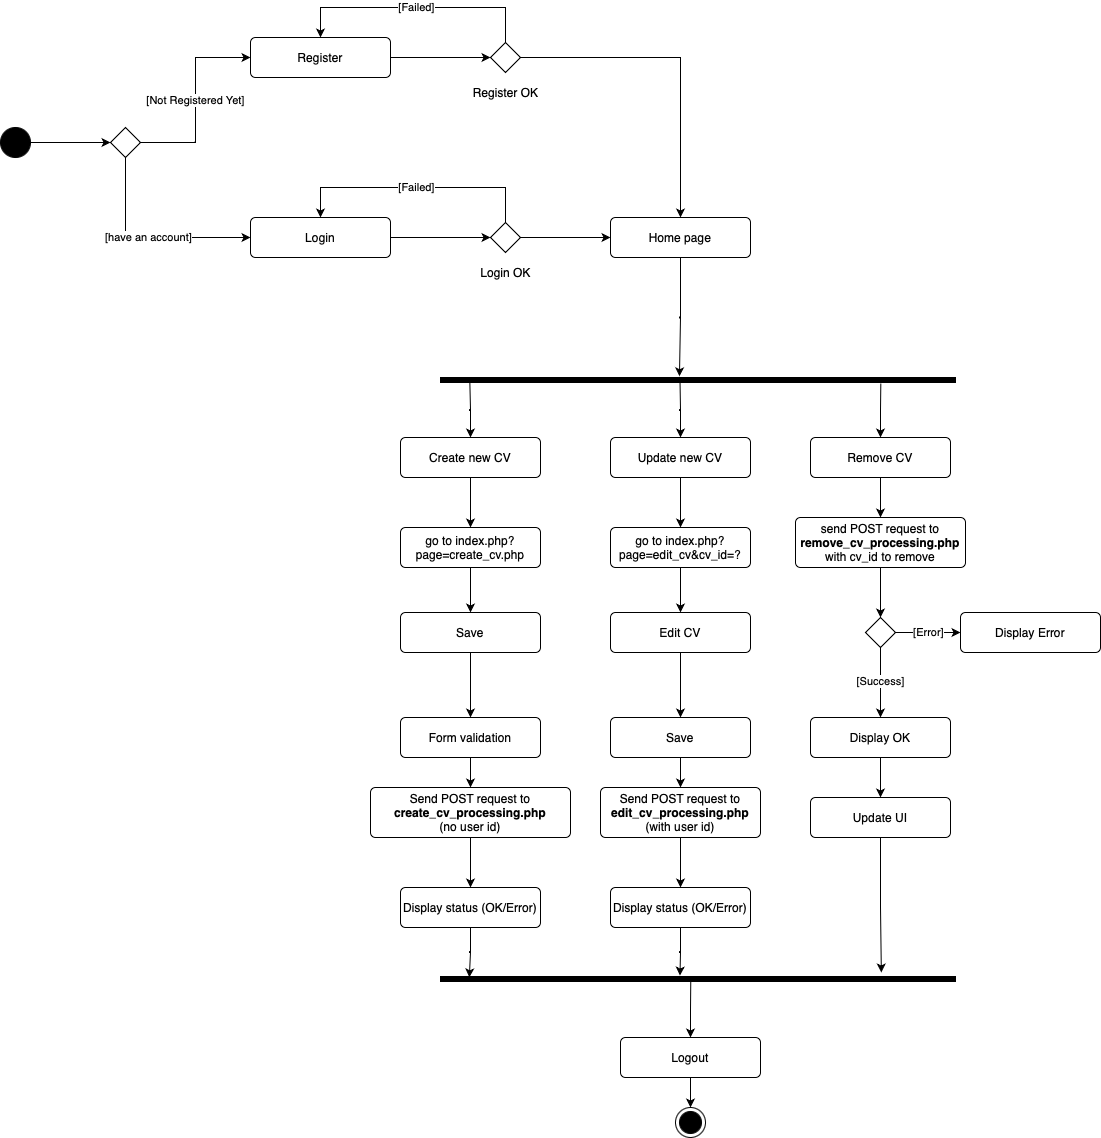 [Failed]
Register
Register OK
[Not Registered Yet]
[Failed]
[have an account]
Login
Login OK
Home page
Create new CV
Update new CV
Remove CV
go to index.php?
page=create_cv.php
go to index.php?
page=edit_cv&cv_id=?
send POST request to
remove_cv_processing.php
with cv_id to remove
Save
Edit CV
[Error]
Display Error
[Success]
Form validation
Save
Display OK
Send POST request to
create_cv_processing.php
(no user id)
Send POST request to
edit_cv_processing.php
(with user id)
Update UI
Display status (OK/Error)
Display status (OK/Error)
Logout